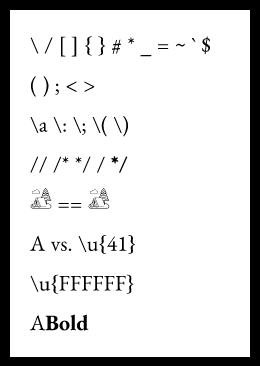 \ / [ ] { } # * _ = ~ ` $
( ) ; < >
\a \: \; \( \)
// /* */ / */
🏕 == 🏕
A vs. \u{41}
\u{FFFFFF}
ABold